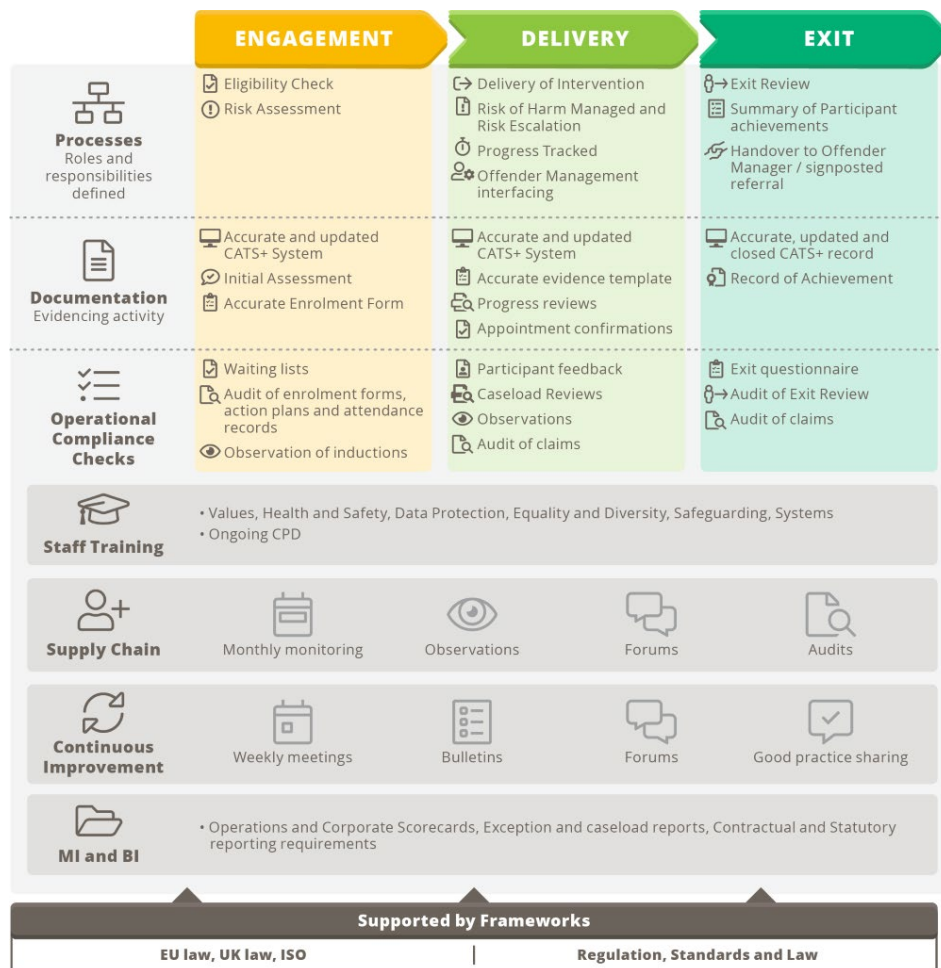 ENGAGEMENT
DELIVERY
EXIT
Processes
Roles and
responsibilities
defined
Eligibility Check
Risk Assessment
Delivery of Intervention
Risk of Harm Managed and
Risk Escalation
Progress Tracked
Offender Management
interfacing
Exit Review
Summary of Participant
achievements
Handover to Offender
Manager / signposted
referral
Documentation
Evidencing activity
Accurate and updated
CATS+ System
Initial Assessment
Accurate Enrolment Form
Accurate and updated
CATS+ System
Accurate evidence template
Progress reviews
Appointment confirmations
Accurate, updated and
closed CATS+ record
Record of Achievement
Operational
Compliance
Checks
Waiting lists
Audit of enrolment forms,
action plans and attendance
records
Observation of inductions
Participant feedback
Caseload Reviews
Observations
Audit of claims
Exit questionnaire
Audit of Exit Review
Audit of claims
Staff Training
• Values, Health and Safety, Data Protection, Equality and Diversity, Safeguarding, Systems
• Ongoing CPD
Supply Chain
Monthly monitoring
Observations
Forums
Audits
Continuous
Improvement
Weekly meetings
Bulletins
Forums
Good practice sharing
MI and BI
• Operations and Corporate Scorecards, Exception and caseload reports, Contractual and Statutory
reporting requirements
Supported by Frameworks
EU law, UK law, ISO
Regulation, Standards and Law